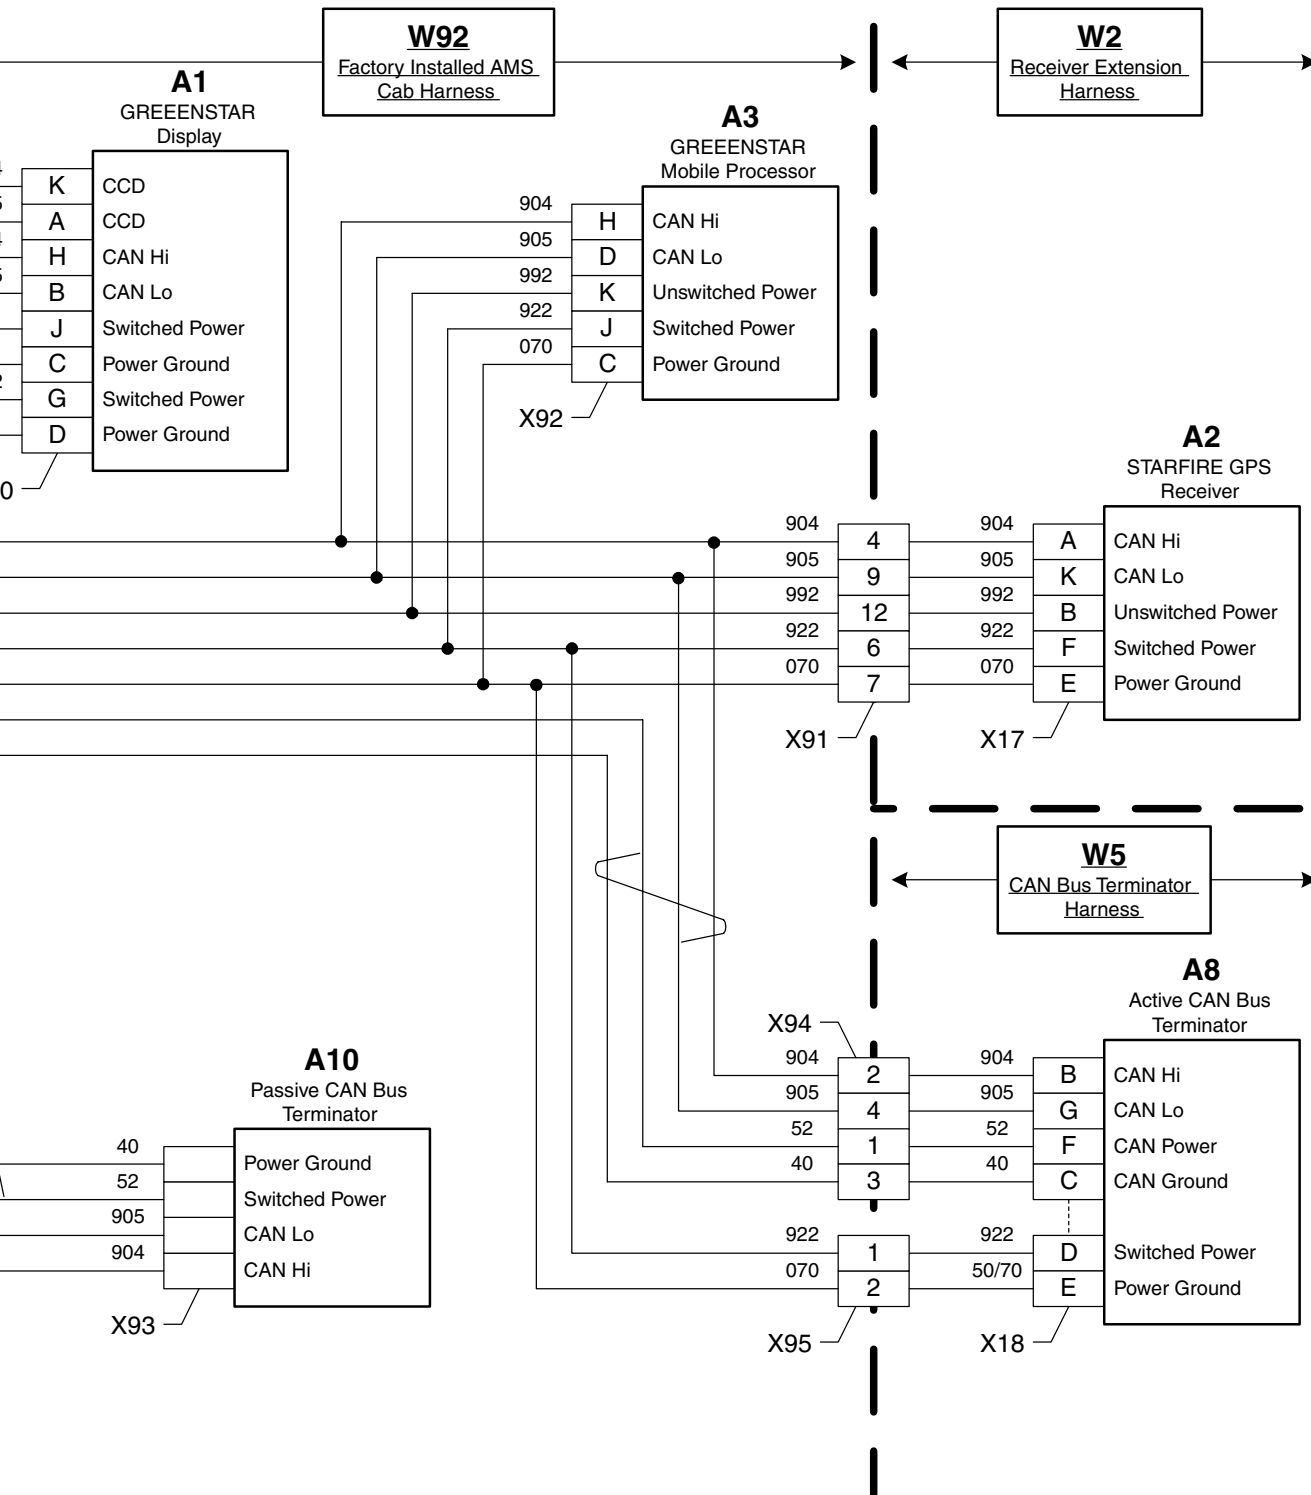 W92
Factory Installed AMS
Cab Harness
W2
Receiver Extension
Harness
A1
GREEENSTAR
Display
K CCD
A CCD
H CAN Hi
B CAN Lo
J Switched Power
C Power Ground
G Switched Power
D Power Ground
0
A3
GREEENSTAR
Mobile Processor
904 H CAN Hi
905 D CAN Lo
992 K Unswitched Power
922 J Switched Power
070 C Power Ground
X92
A2
STARFIRE GPS
Receiver
904 4 904 A CAN Hi
905 9 905 K CAN Lo
992 12 992 B Unswitched Power
922 6 922 F Switched Power
070 7 070 E Power Ground
X91 X17
W5
CAN Bus Terminator
Harness
A8
Active CAN Bus
Terminator
X94
904 2 904 B CAN Hi
905 4 905 G CAN Lo
52 1 52 F CAN Power
40 3 40 C CAN Ground
922 1 922 D Switched Power
070 2 50/70 E Power Ground
X95 X18
A10
Passive CAN Bus
Terminator
40 Power Ground
52 Switched Power
905 CAN Lo
904 CAN Hi
X93